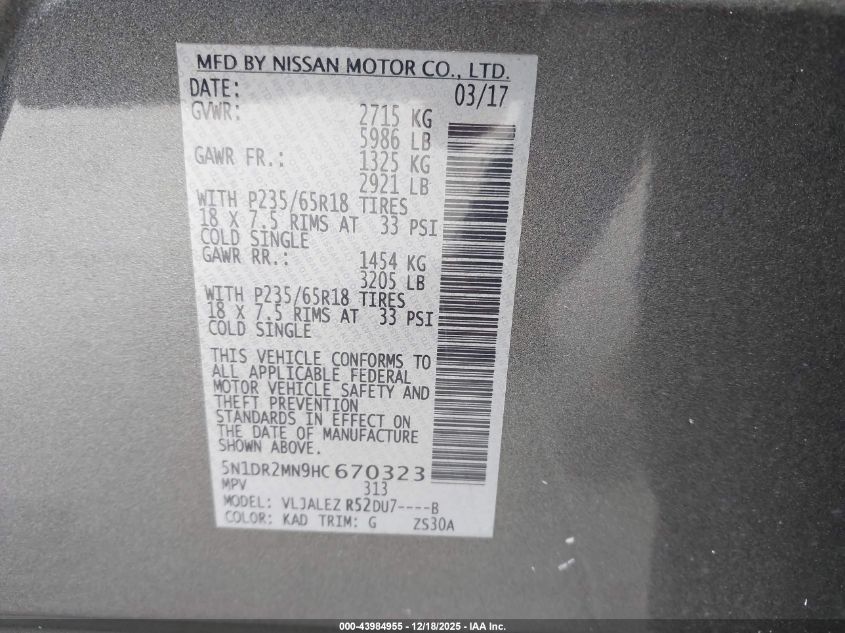 MFD BY NISSAN MOTOR CO., LTD.
DATE: 03/17
GVWR: 2715 KG
5986 LB
GAWR FR.: 1325 KG
2921 LB
WITH P235/65R18 TIRES
18 X 7.5 RIMS AT 33 PSI
COLD SINGLE
GAWR RR.: 1454 KG
3205 LB
WITH P235/65R18 TIRES
18 X 7.5 RIMS AT 33 PSI
COLD SINGLE
THIS VEHICLE CONFORMS TO
ALL APPLICABLE FEDERAL
MOTOR VEHICLE SAFETY AND
THEFT PREVENTION
STANDARDS IN EFFECT ON
THE DATE OF MANUFACTURE
SHOWN ABOVE.
5N1DR2MN9HC670323
MPV 313
MODEL: VLJALEZ R52DU7----B
COLOR: KAD TRIM: G ZS30A
000-43984955 - 12/18/2025 - IAA Inc.